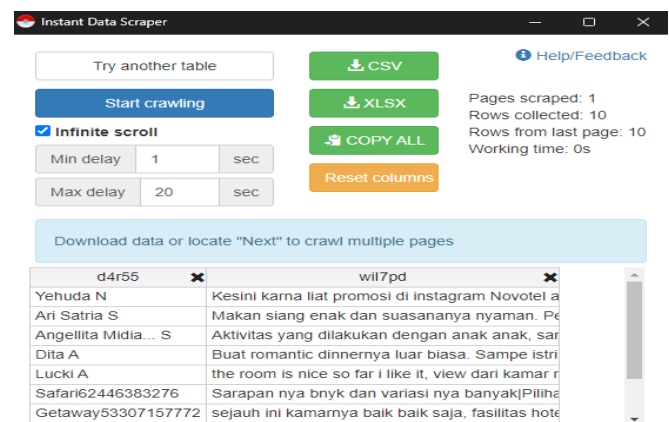 Instant Data Scraper
Try another table
CSV
Help/Feedback
Start crawling
XLSX
Pages scraped: 1
Rows collected: 10
Infinite scroll
COPY ALL
Rows from last page: 10
Working time: 0s
Min delay 1 sec
Reset columns
Max delay 20 sec
Download data or locate "Next" to crawl multiple pages
d4r55 wil7pd
Yehuda N Kesini karna liat promosi di instagram Novotel a
Ari Satria S Makan siang enak dan suasananya nyaman. Pe
Angellita Midia... S Aktivitas yang dilakukan dengan anak anak, sar
Dita A Buat romantic dinnernya luar biasa. Sampe istri
Lucki A the room is nice so far i like it, view dari kamar r
Safari62446383276 Sarapan nya bnyk dan variasi nya banyak|Piliha
Getaway53307157772 sejauh ini kamarnya baik baik saja, fasilitas hote